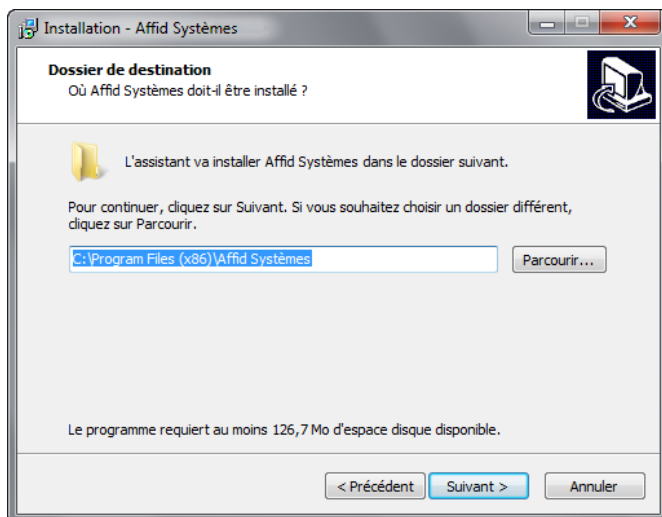 Installation - Affid Systèmes
Dossier de destination
Où Affid Systèmes doit-il être installé ?
L'assistant va installer Affid Systèmes dans le dossier suivant.
Pour continuer, cliquez sur Suivant. Si vous souhaitez choisir un dossier différent,
cliquez sur Parcourir.
C:\Program Files (x86)\Affid Systèmes
Parcourir...
Le programme requiert au moins 126,7 Mo d'espace disque disponible.
< Précédent
Suivant >
Annuler